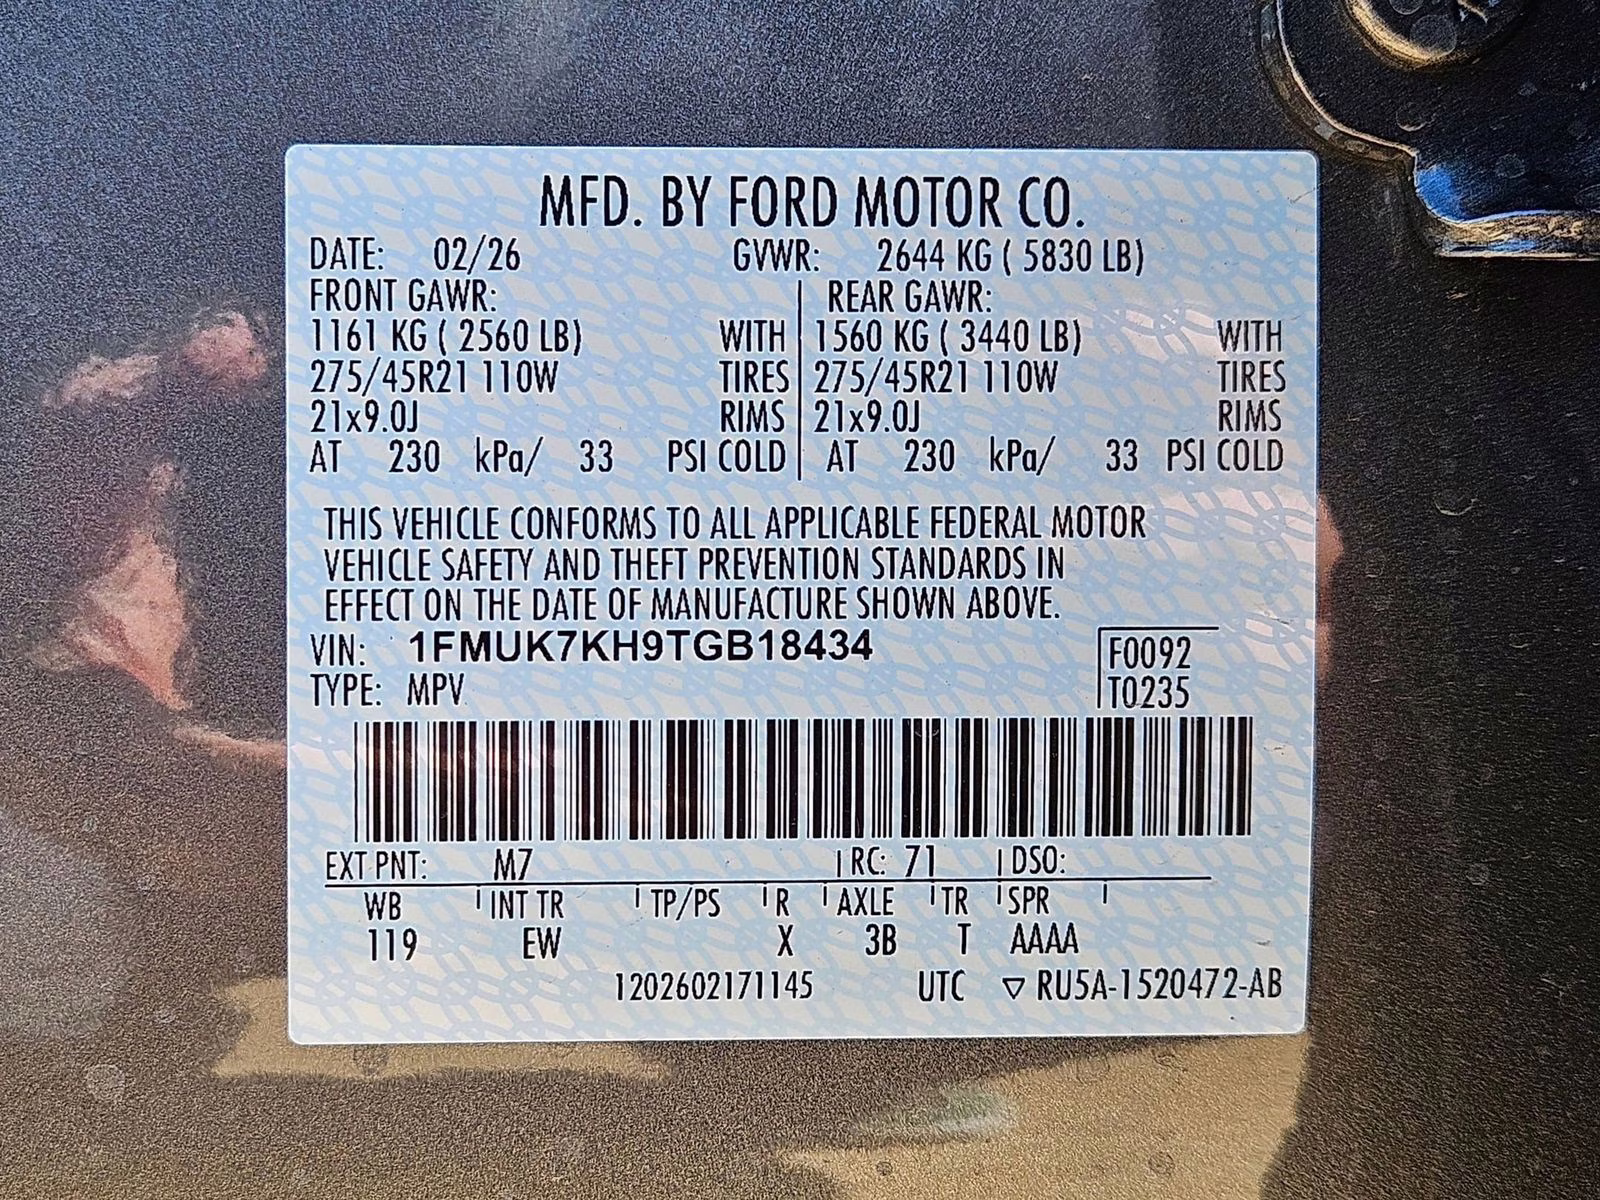 MFD. BY FORD MOTOR CO.
DATE: 02/26 GVWR: 2644 KG ( 5830 LB)
FRONT GAWR: REAR GAWR:
1161 KG ( 2560 LB) WITH 1560 KG ( 3440 LB) WITH
275/45R21 110W TIRES 275/45R21 110W TIRES
21x9.0J RIMS 21x9.0J RIMS
AT 230 kPa/ 33 PSI COLD AT 230 kPa/ 33 PSI COLD
THIS VEHICLE CONFORMS TO ALL APPLICABLE FEDERAL MOTOR
VEHICLE SAFETY AND THEFT PREVENTION STANDARDS IN
EFFECT ON THE DATE OF MANUFACTURE SHOWN ABOVE.
VIN: 1FMUK7KH9TGB18434 F0092
TYPE: MPV T0235
EXT PNT: M7 RC: 71 DSO:
WB INT TR TP/PS R AXLE TR SPR
119 EW X 3B T AAAA
1202602171145 UTC ▽ RU5A-1520472-AB